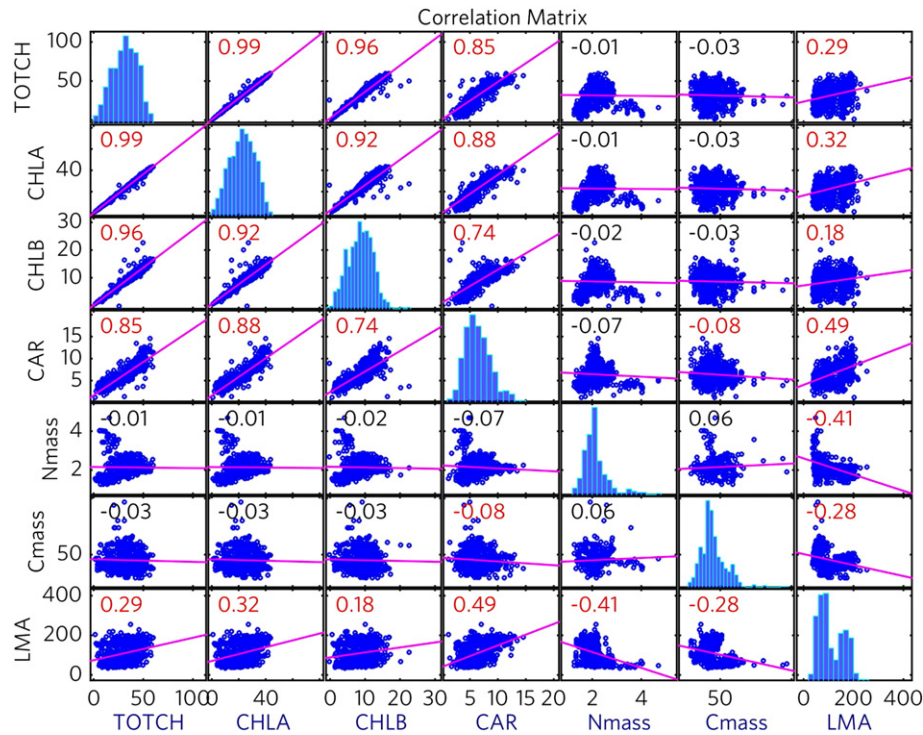 Correlation Matrix
TOTCH 100 50 0.99 0.96 0.85 -0.01 -0.03 0.29
CHLA 40 0.99 0.92 0.88 -0.01 -0.03 0.32
CHLB 30 20 10 0.96 0.92 0.74 -0.02 -0.03 0.18
CAR 15 10 5 0.85 0.88 0.74 -0.07 -0.08 0.49
Nmass 4 2 -0.01 -0.01 -0.02 -0.07 0.06 -0.41
Cmass 50 -0.03 -0.03 -0.03 -0.08 0.06 -0.28
LMA 400 200 0 0.29 0.32 0.18 0.49 -0.41 -0.28
0 50 100 0 40 0 10 20 30 5 10 15 20 2 4 50 0 200 400
TOTCH CHLA CHLB CAR Nmass Cmass LMA